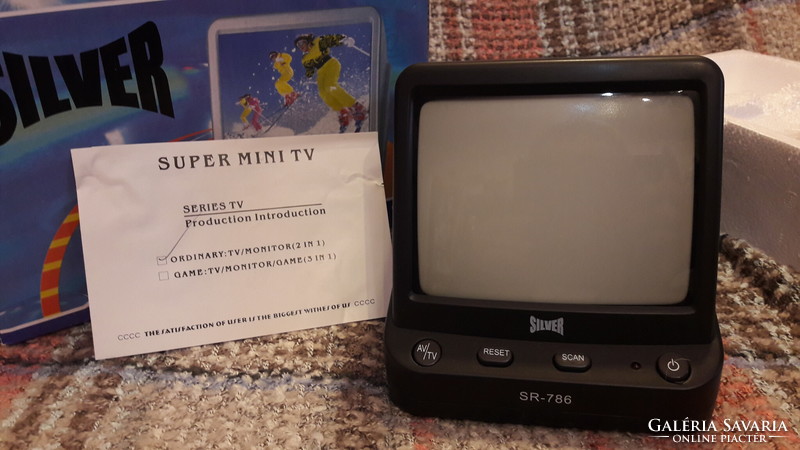 SILVER
SUPER MINI TV
SERIES TV
Production Introduction
ORDINARY:TV/MONITOR(2 IN 1)
GAME:TV/MONITOR/GAME(3 IN 1)
CCCC THE SATISFACTION OF USER IS THE BIGGEST WITHES OF US CCCC
SILVER
AV/TV
RESET
SCAN
SR-786
GALÉRIA SAVARIA
ONLINE PIACTER